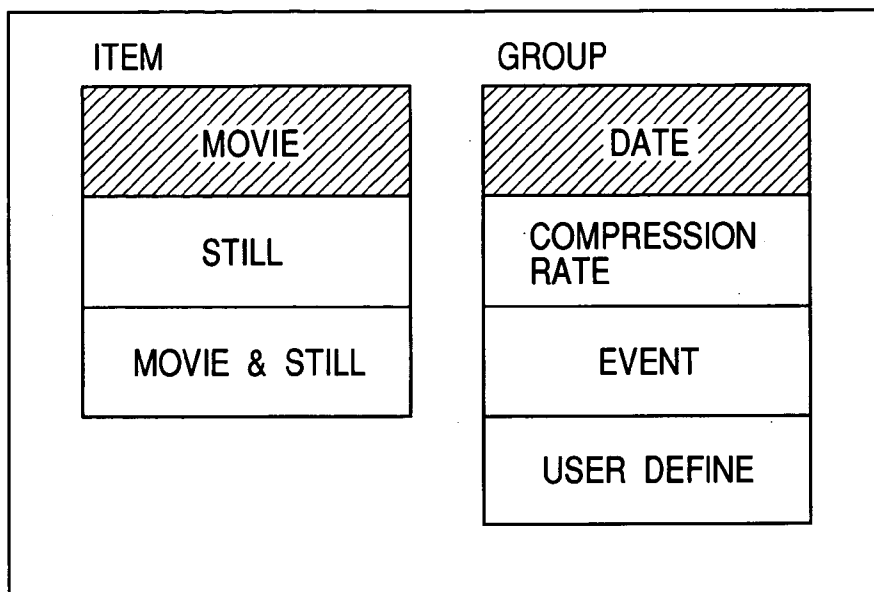 ITEM
MOVIE
STILL
MOVIE & STILL
GROUP
DATE
COMPRESSION
RATE
EVENT
USER DEFINE